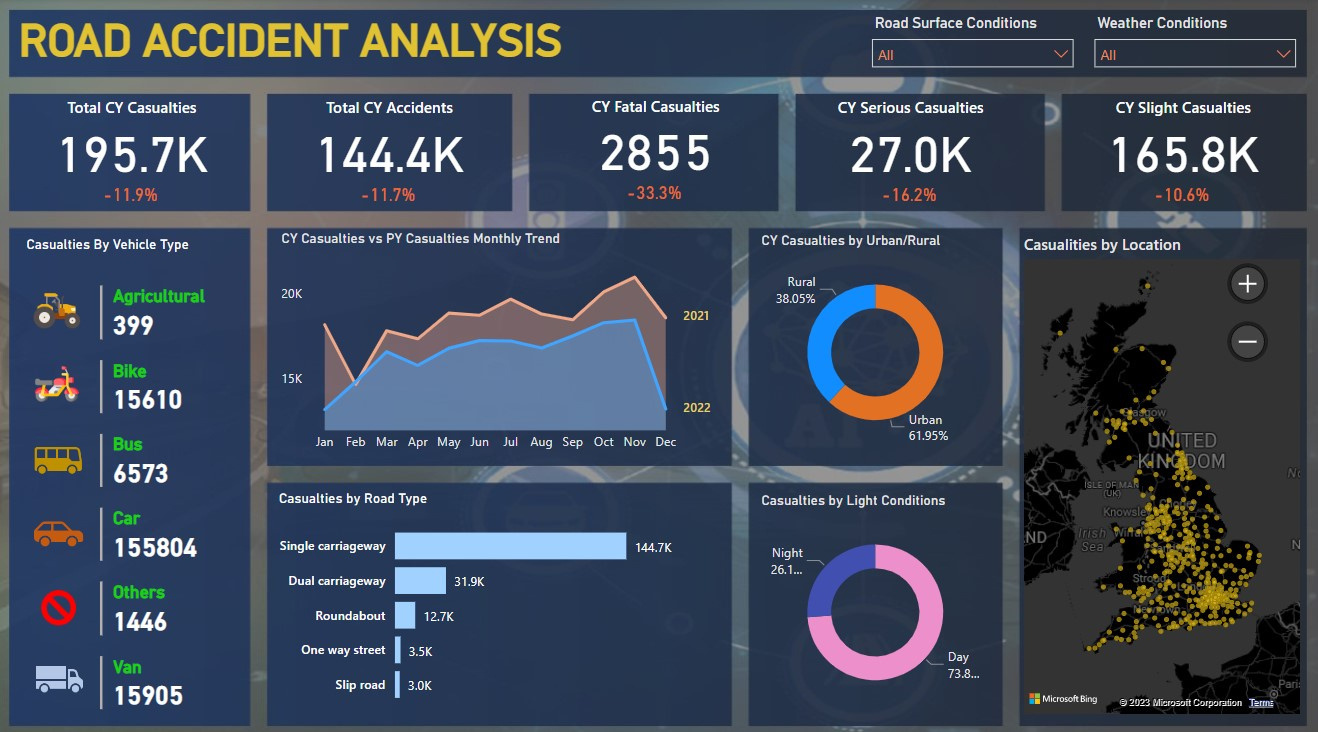 ROAD ACCIDENT ANALYSIS
Road Surface Conditions
All
Weather Conditions
All
Total CY Casualties
195.7K
-11.9%
Total CY Accidents
144.4K
-11.7%
CY Fatal Casualties
2855
-33.3%
CY Serious Casualties
27.0K
-16.2%
CY Slight Casualties
165.8K
-10.6%
Casualties By Vehicle Type
Agricultural
399
Bike
15610
Bus
6573
Car
155804
Others
1446
Van
15905
CY Casualties vs PY Casualties Monthly Trend
20K
15K
2021
2022
Jan Feb Mar Apr May Jun Jul Aug Sep Oct Nov Dec
CY Casualties by Urban/Rural
Rural
38.05%
Urban
61.95%
Casualties by Road Type
Single carriageway 144.7K
Dual carriageway 31.9K
Roundabout 12.7K
One way street 3.5K
Slip road 3.0K
Casualties by Light Conditions
Night
26.1...
Day
73.8...
Casualities by Location
+
−
Glasgow
UNITED
KINGDOM
ISLE OF MAN
(UK)
Irish
Sea
Microsoft Bing
© 2023 Microsoft Corporation Terms